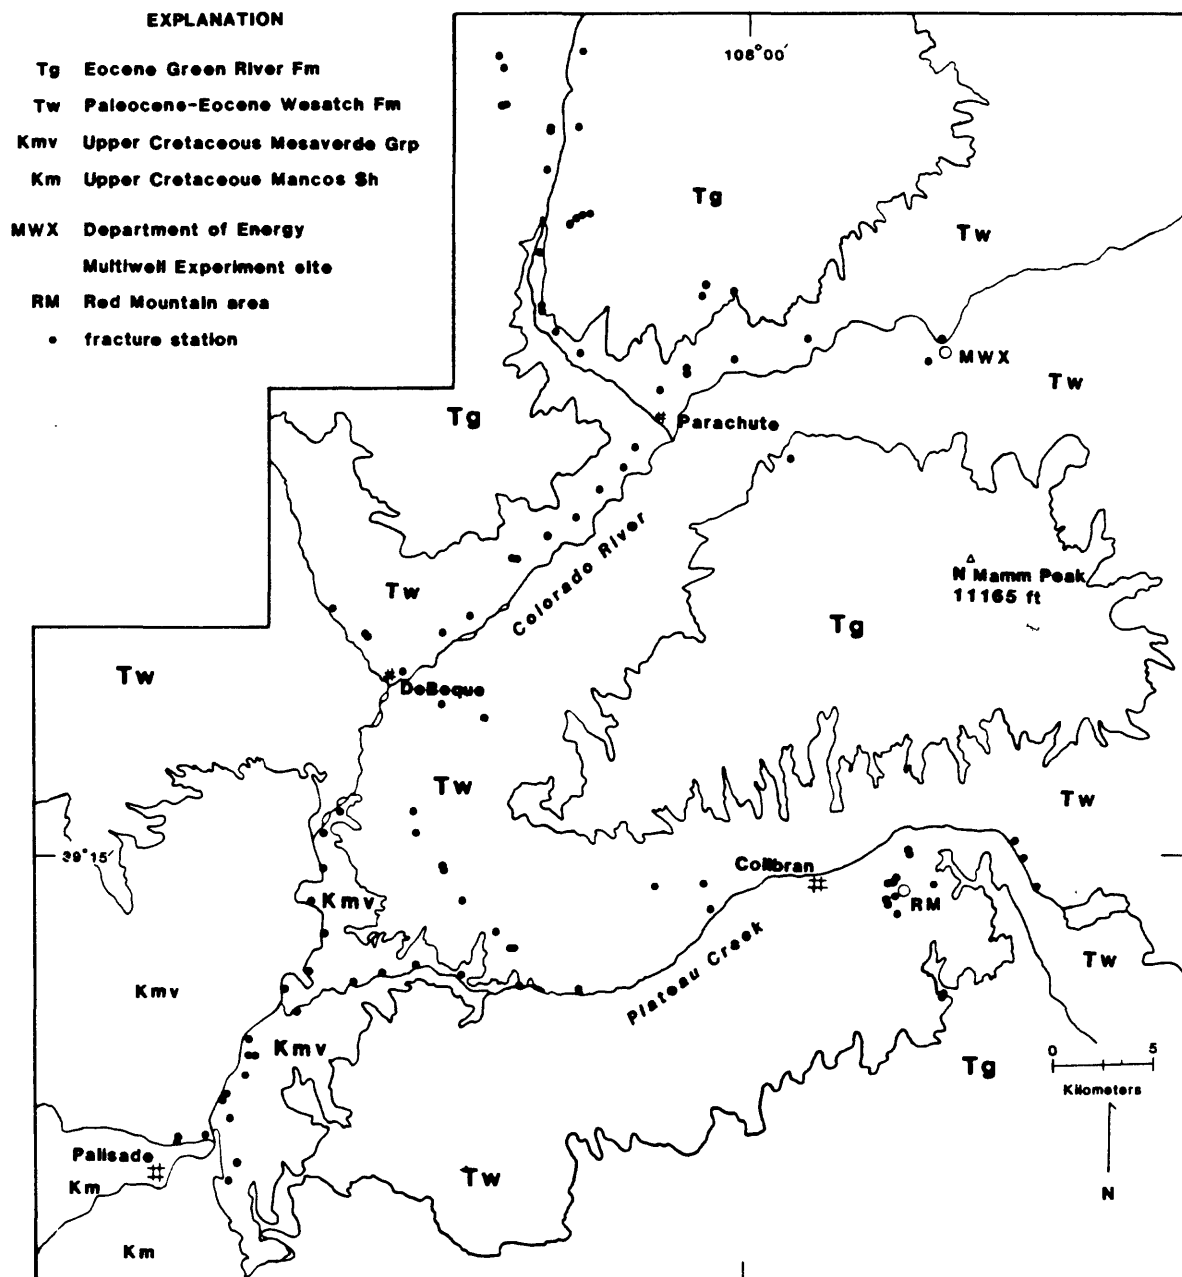 EXPLANATION
Tg Eocene Green River Fm
Tw Paleocene-Eocene Wasatch Fm
Kmv Upper Cretaceous Mesaverde Grp
Km Upper Cretaceous Mancos Sh
MWX Department of Energy
Multiwell Experiment site
RM Red Mountain area
• fracture station
108°00′
Tg
Tw
MWX
Tw
Tg
Parachute
Colorado River
N Mamm Peak
11165 ft
Tw
Tg
Tw
DeBeque
Tw
Tw
39°15′
Collbran
Kmv
RM
Plateau Creek
Tw
Kmv
Kmv
Tg
0 5
Kilometers
Palisade
Km
Tw
N
Km